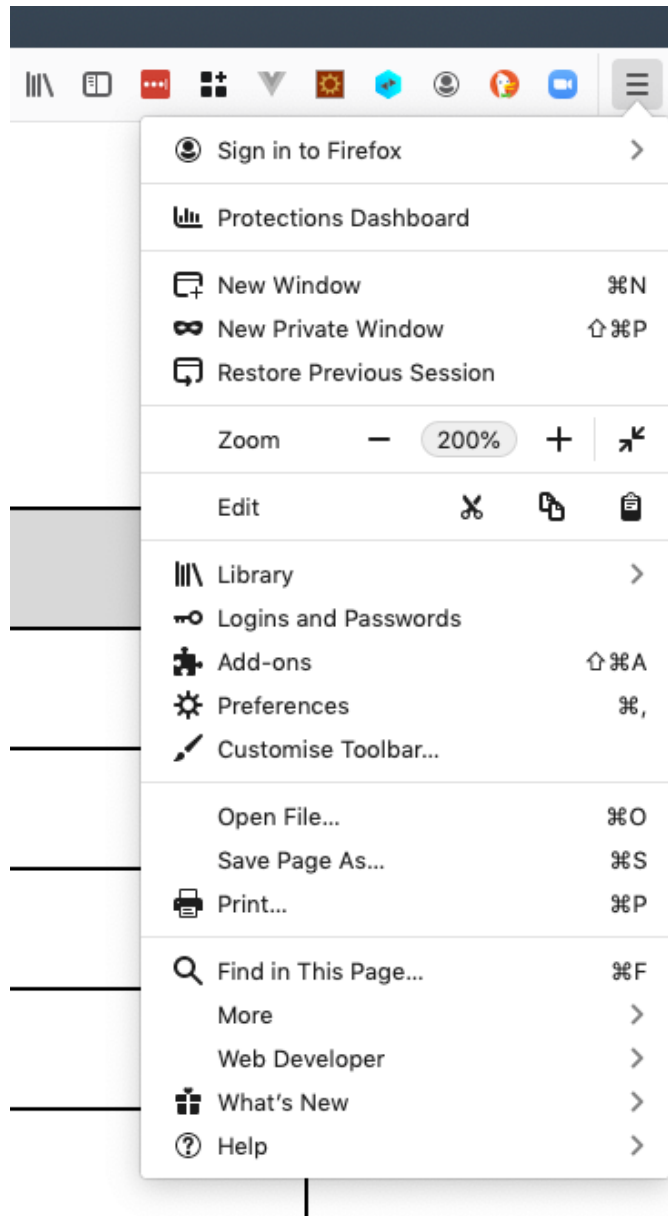 Sign in to Firefox
Protections Dashboard
New Window ⌘N
New Private Window ⇧⌘P
Restore Previous Session
Zoom − 200% +
Edit
Library
Logins and Passwords
Add-ons ⇧⌘A
Preferences ⌘,
Customise Toolbar...
Open File... ⌘O
Save Page As... ⌘S
Print... ⌘P
Find in This Page... ⌘F
More
Web Developer
What's New
Help